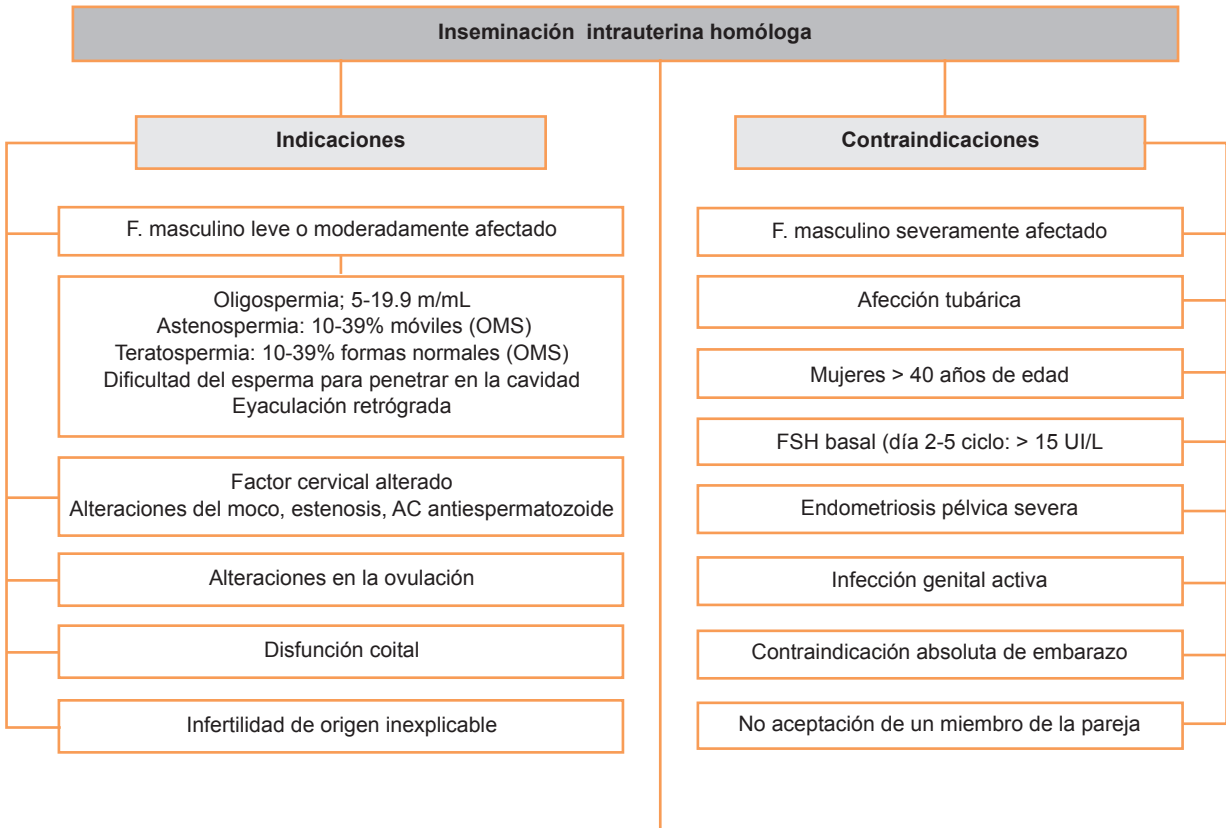 Inseminación intrauterina homóloga
Indicaciones
F. masculino leve o moderadamente afectado
Oligospermia; 5-19.9 m/mL
Astenospermia: 10-39% móviles (OMS)
Teratospermia: 10-39% formas normales (OMS)
Dificultad del esperma para penetrar en la cavidad
Eyaculación retrógrada
Factor cervical alterado
Alteraciones del moco, estenosis, AC antiespermatozoide
Alteraciones en la ovulación
Disfunción coital
Infertilidad de origen inexplicable
Contraindicaciones
F. masculino severamente afectado
Afección tubárica
Mujeres > 40 años de edad
FSH basal (día 2-5 ciclo: > 15 UI/L
Endometriosis pélvica severa
Infección genital activa
Contraindicación absoluta de embarazo
No aceptación de un miembro de la pareja